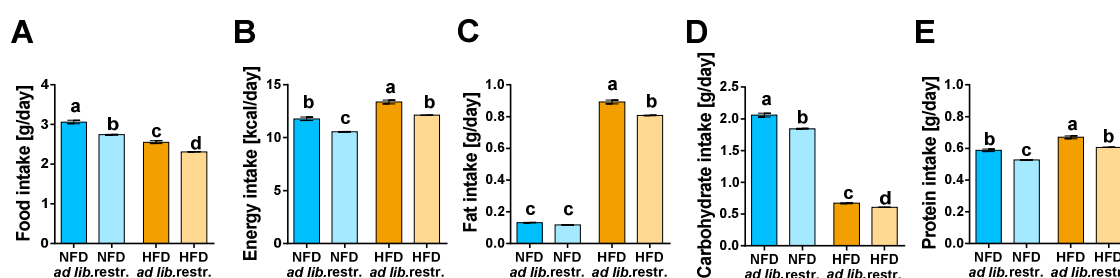 A
Food intake [g/day]
4
3
2
1
0
a
b
c
d
NFD NFD HFD HFD
ad lib.restr. ad lib.restr.
B
Energy intake [kcal/day]
15
10
5
0
b
c
a
b
NFD NFD HFD HFD
ad lib.restr. ad lib.restr.
C
Fat intake [g/day]
1.0
0.8
0.6
0.4
0.2
0.0
c
c
a
b
NFD NFD HFD HFD
ad lib.restr. ad lib.restr.
D
Carbohydrate intake [g/day]
2.5
2.0
1.5
1.0
0.5
0.0
a
b
c
d
NFD NFD HFD HFD
ad lib.restr. ad lib.restr.
E
Protein intake [g/day]
1.0
0.8
0.6
0.4
0.2
0.0
b
c
a
b
NFD NFD HFD HFD
ad lib.restr. ad lib.restr.